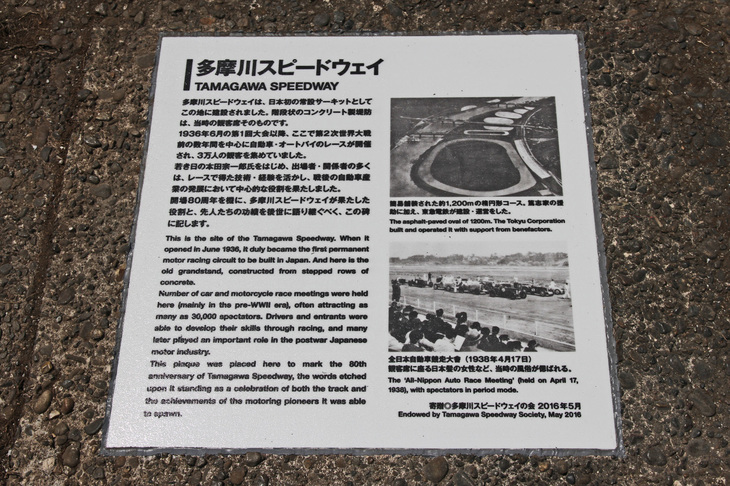 多摩川スピードウェイ
TAMAGAWA SPEEDWAY
多摩川スピードウェイは、日本初の常設サーキットとして
この地に建設されました。階段状のコンクリート製堤防
は、当時の観客席そのものです。
1936年6月の第1回大会以降、ここで第2次世界大戦
前の数年間を中心に自動車・オートバイのレースが開催
され、3万人の観客を集めていました。
若き日の本田宗一郎氏をはじめ、出場者・関係者の多く
は、レースで得た技術・経験を活かし、戦後の自動車産
業の発展において中心的な役割を果たしました。
開場80周年を機に、多摩川スピードウェイが果たした
役割と、先人たちの功績を後世に語り継ぐべく、この碑
に記します。
This is the site of the Tamagawa Speedway. When it
opened in June 1936, it duly became the first permanent
motor racing circuit to be built in Japan. And here is the
old grandstand, constructed from stepped rows of
concrete.
Number of car and motorcycle race meetings were held
here (mainly in the pre-WWII era), often attracting as
many as 30,000 spectators. Drivers and entrants were
able to develop their skills through racing, and many
later played an important role in the postwar Japanese
motor industry.
This plaque was placed here to mark the 80th
anniversary of Tamagawa Speedway, the words etched
upon it standing as a celebration of both the track and
the achievements of the motoring pioneers it was able
to spawn.
簡易舗装された約1,200mの楕円形コース。篤志家の援
助に加え、東急電鉄が建設・運営をした。
The asphalt-paved oval of 1200m. The Tokyu Corporation
built and operated it with support from benefactors.
全日本自動車競走大會（1938年4月17日）
観客席に座る日本髪の女性など、当時の風俗が偲ばれる。
The 'All-Nippon Auto Race Meeting' (held on April 17,
1938), with spectators in period mode.
寄贈◎多摩川スピードウェイの会 2016年5月
Endowed by Tamagawa Speedway Society, May 2016